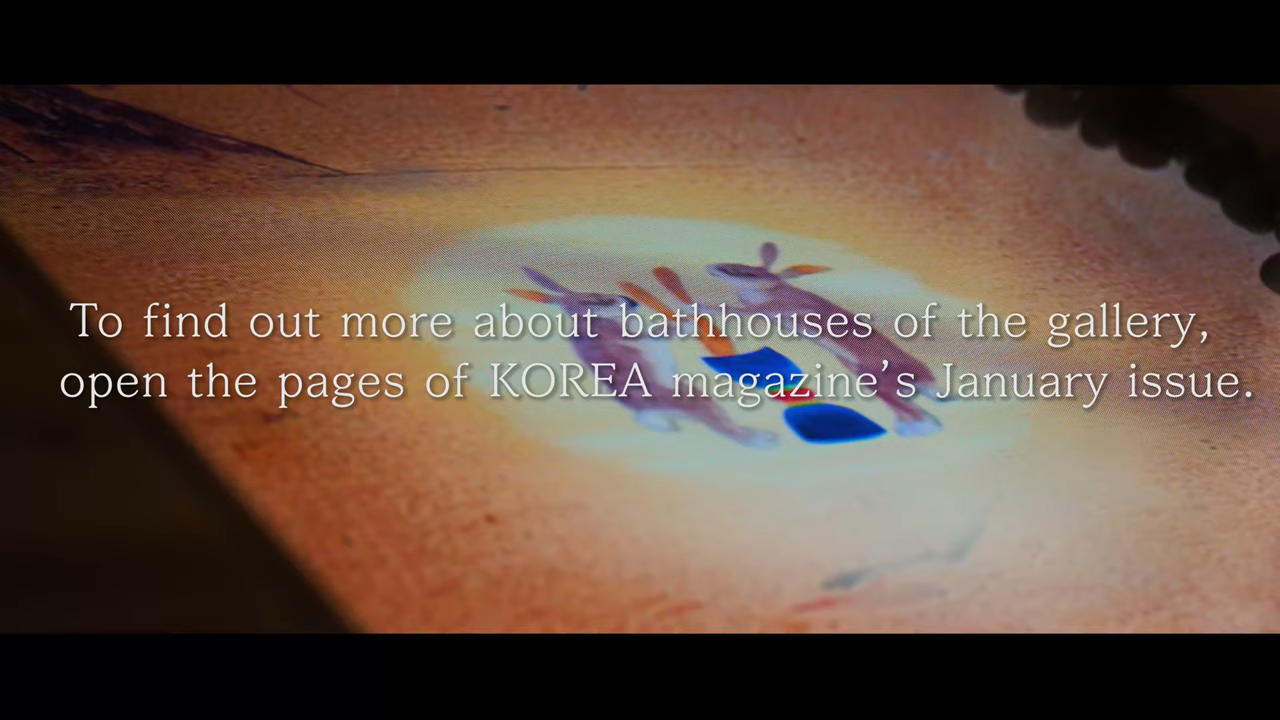 To find out more about bathhouses of the gallery,
open the pages of KOREA magazine’s January issue.